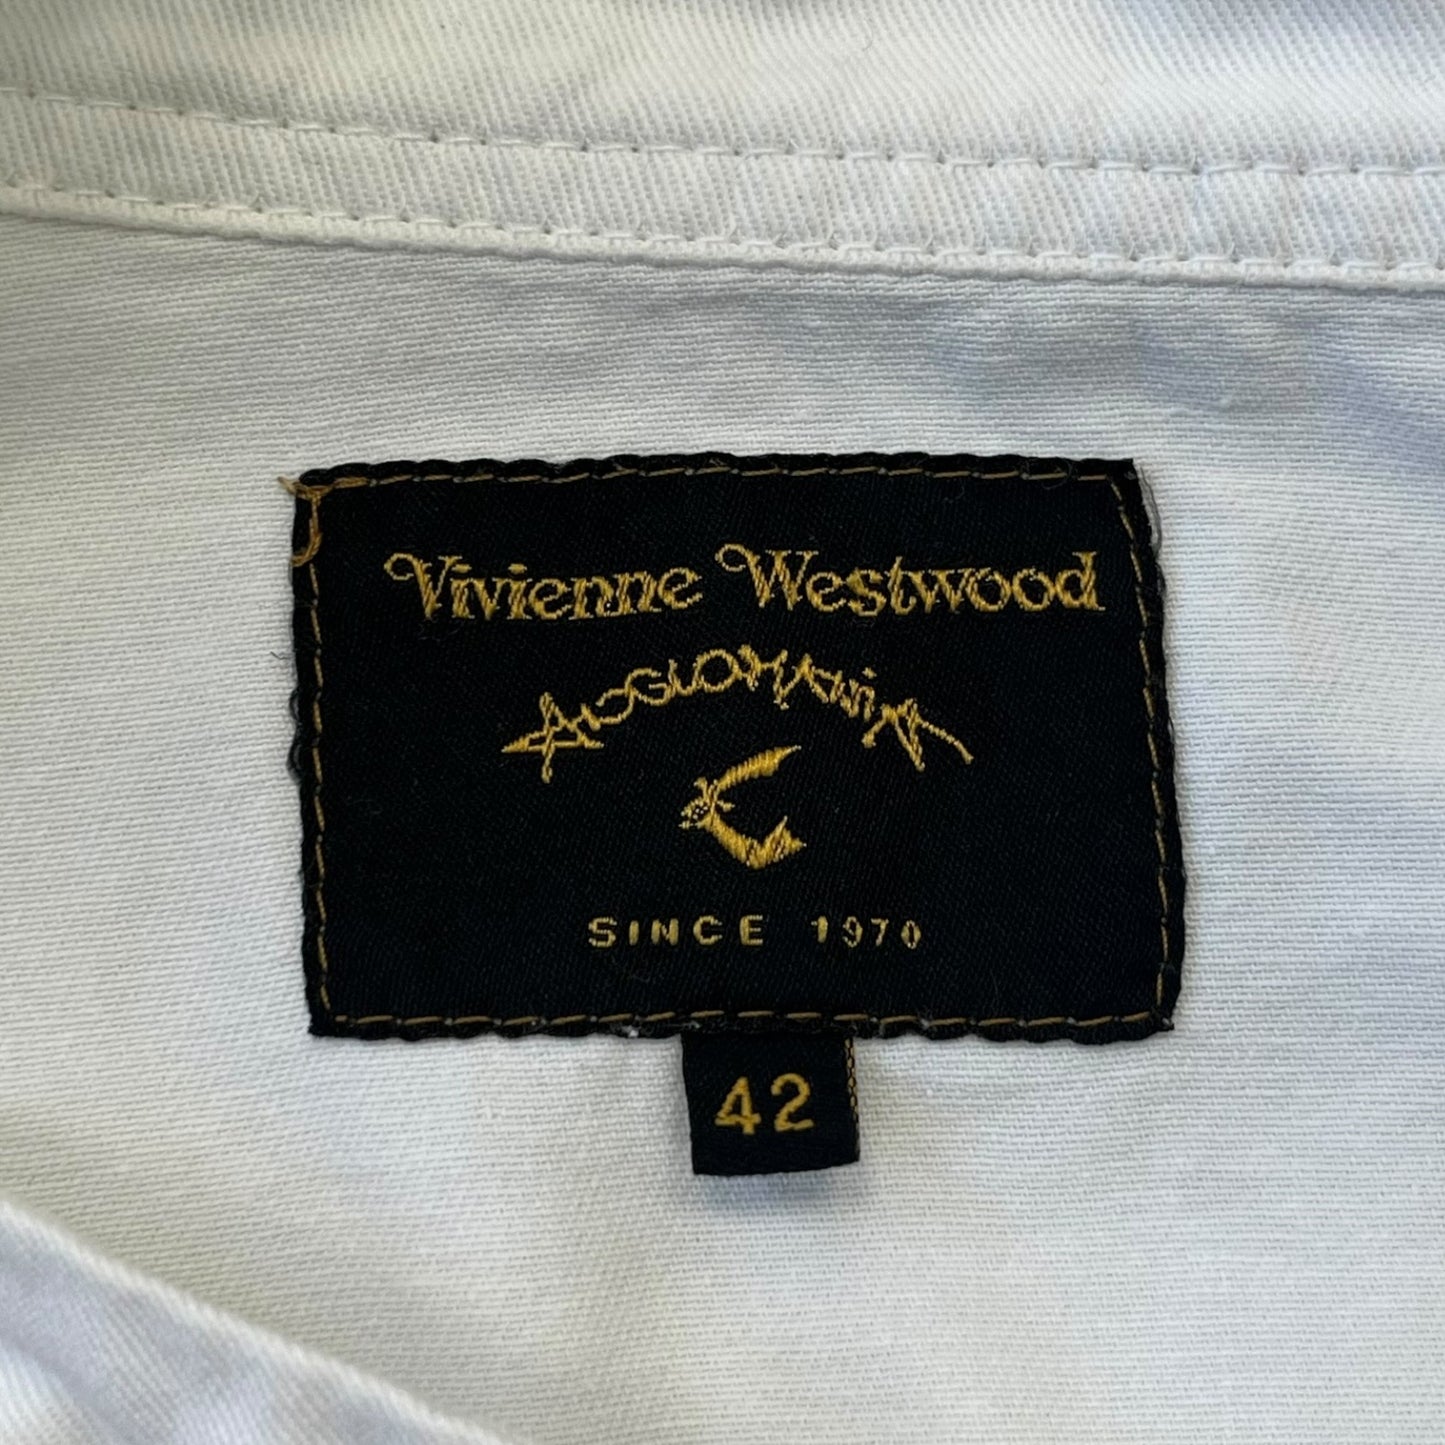 Vivienne Westwood
ANGLOMANIA
SINCE 1970
42